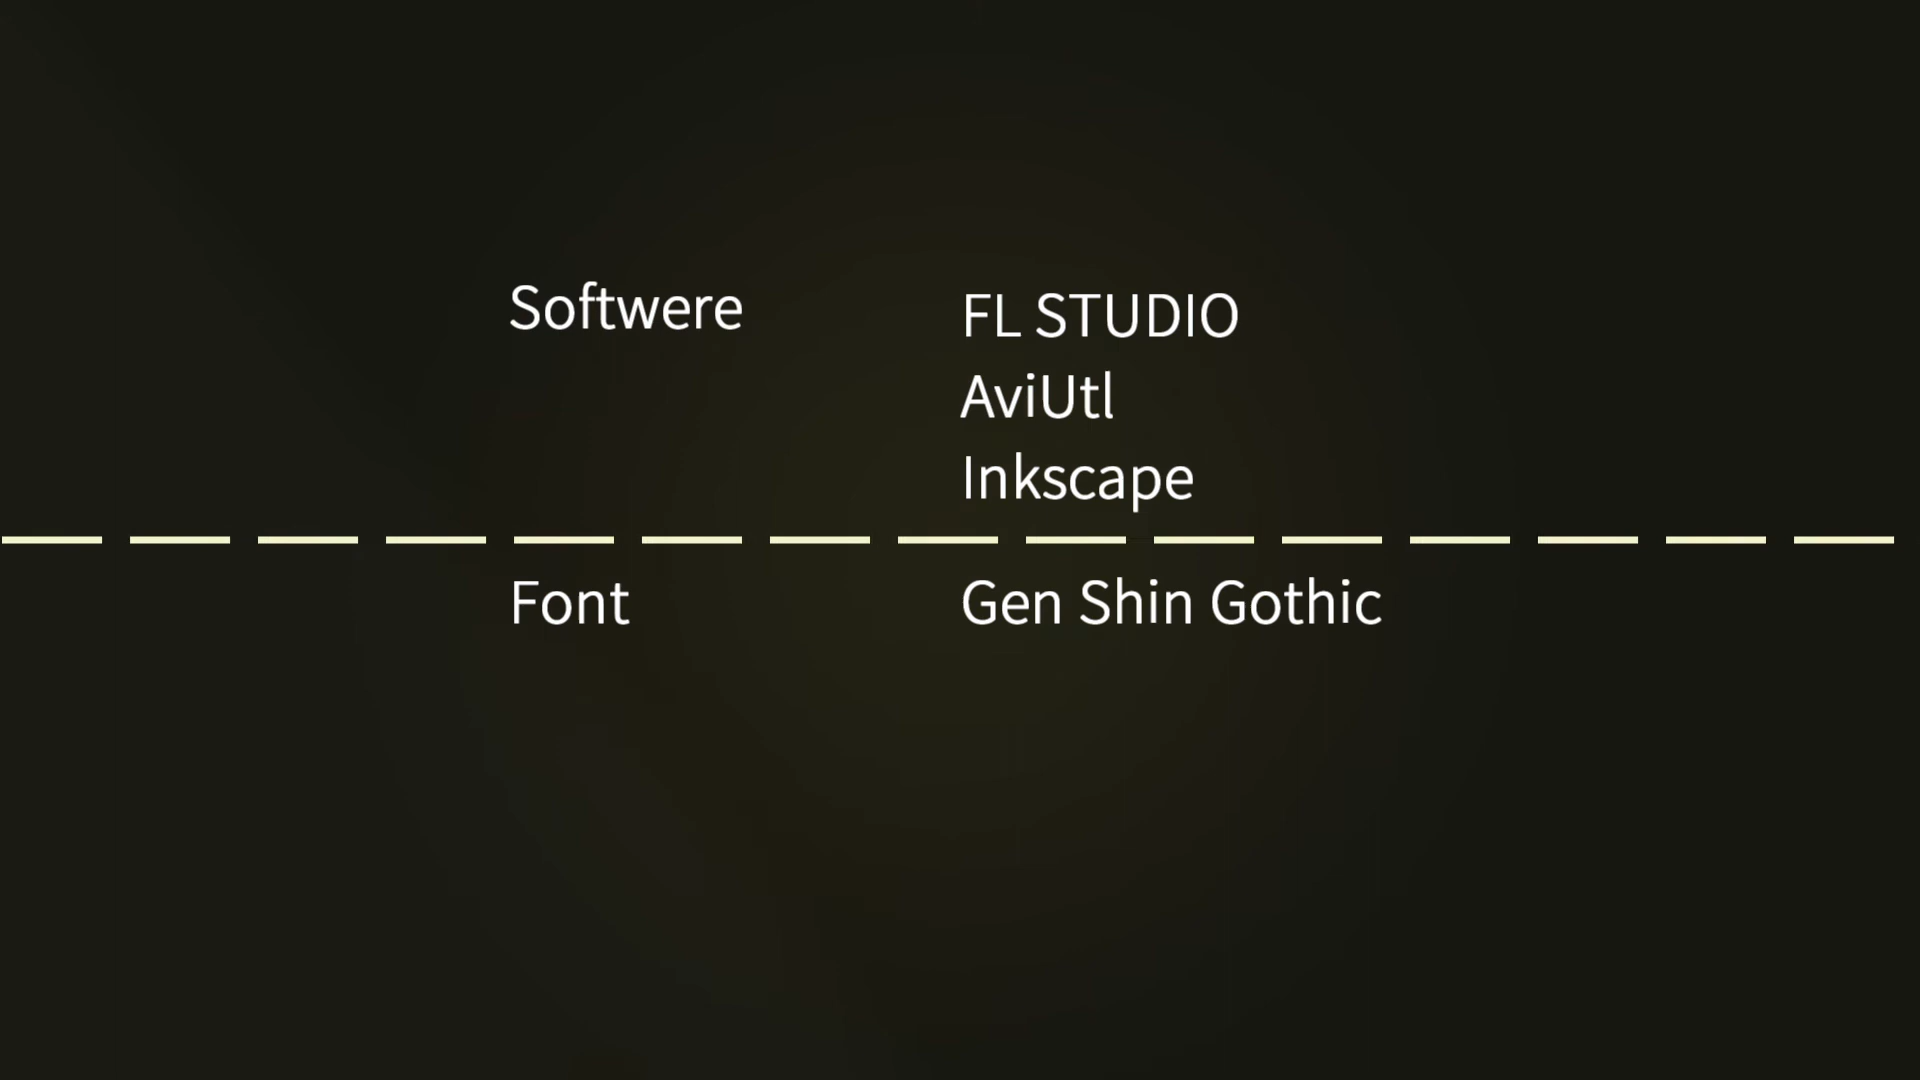 Softwere
FL STUDIO
AviUtl
Inkscape
Font
Gen Shin Gothic